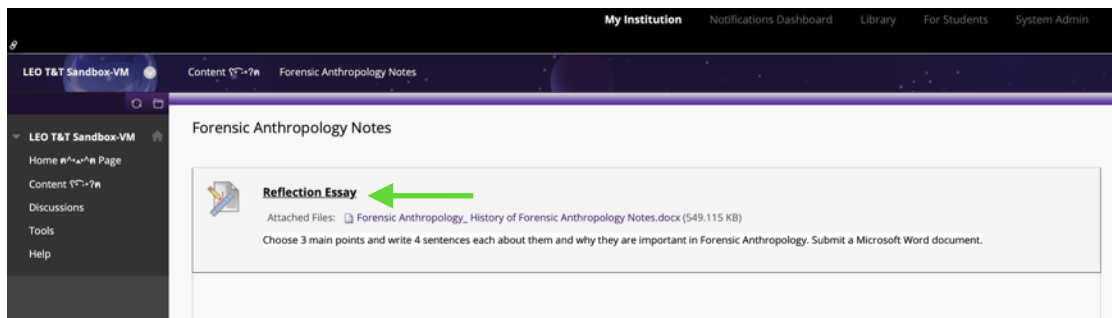 My Institution Notifications Dashboard Library For Students System Admin
LEO T&T Sandbox-VM Content Forensic Anthropology Notes
LEO T&T Sandbox-VM
Home Page
Content
Discussions
Tools
Help
Forensic Anthropology Notes
Reflection Essay
Attached Files: Forensic Anthropology_ History of Forensic Anthropology Notes.docx (549.115 KB)
Choose 3 main points and write 4 sentences each about them and why they are important in Forensic Anthropology. Submit a Microsoft Word document.